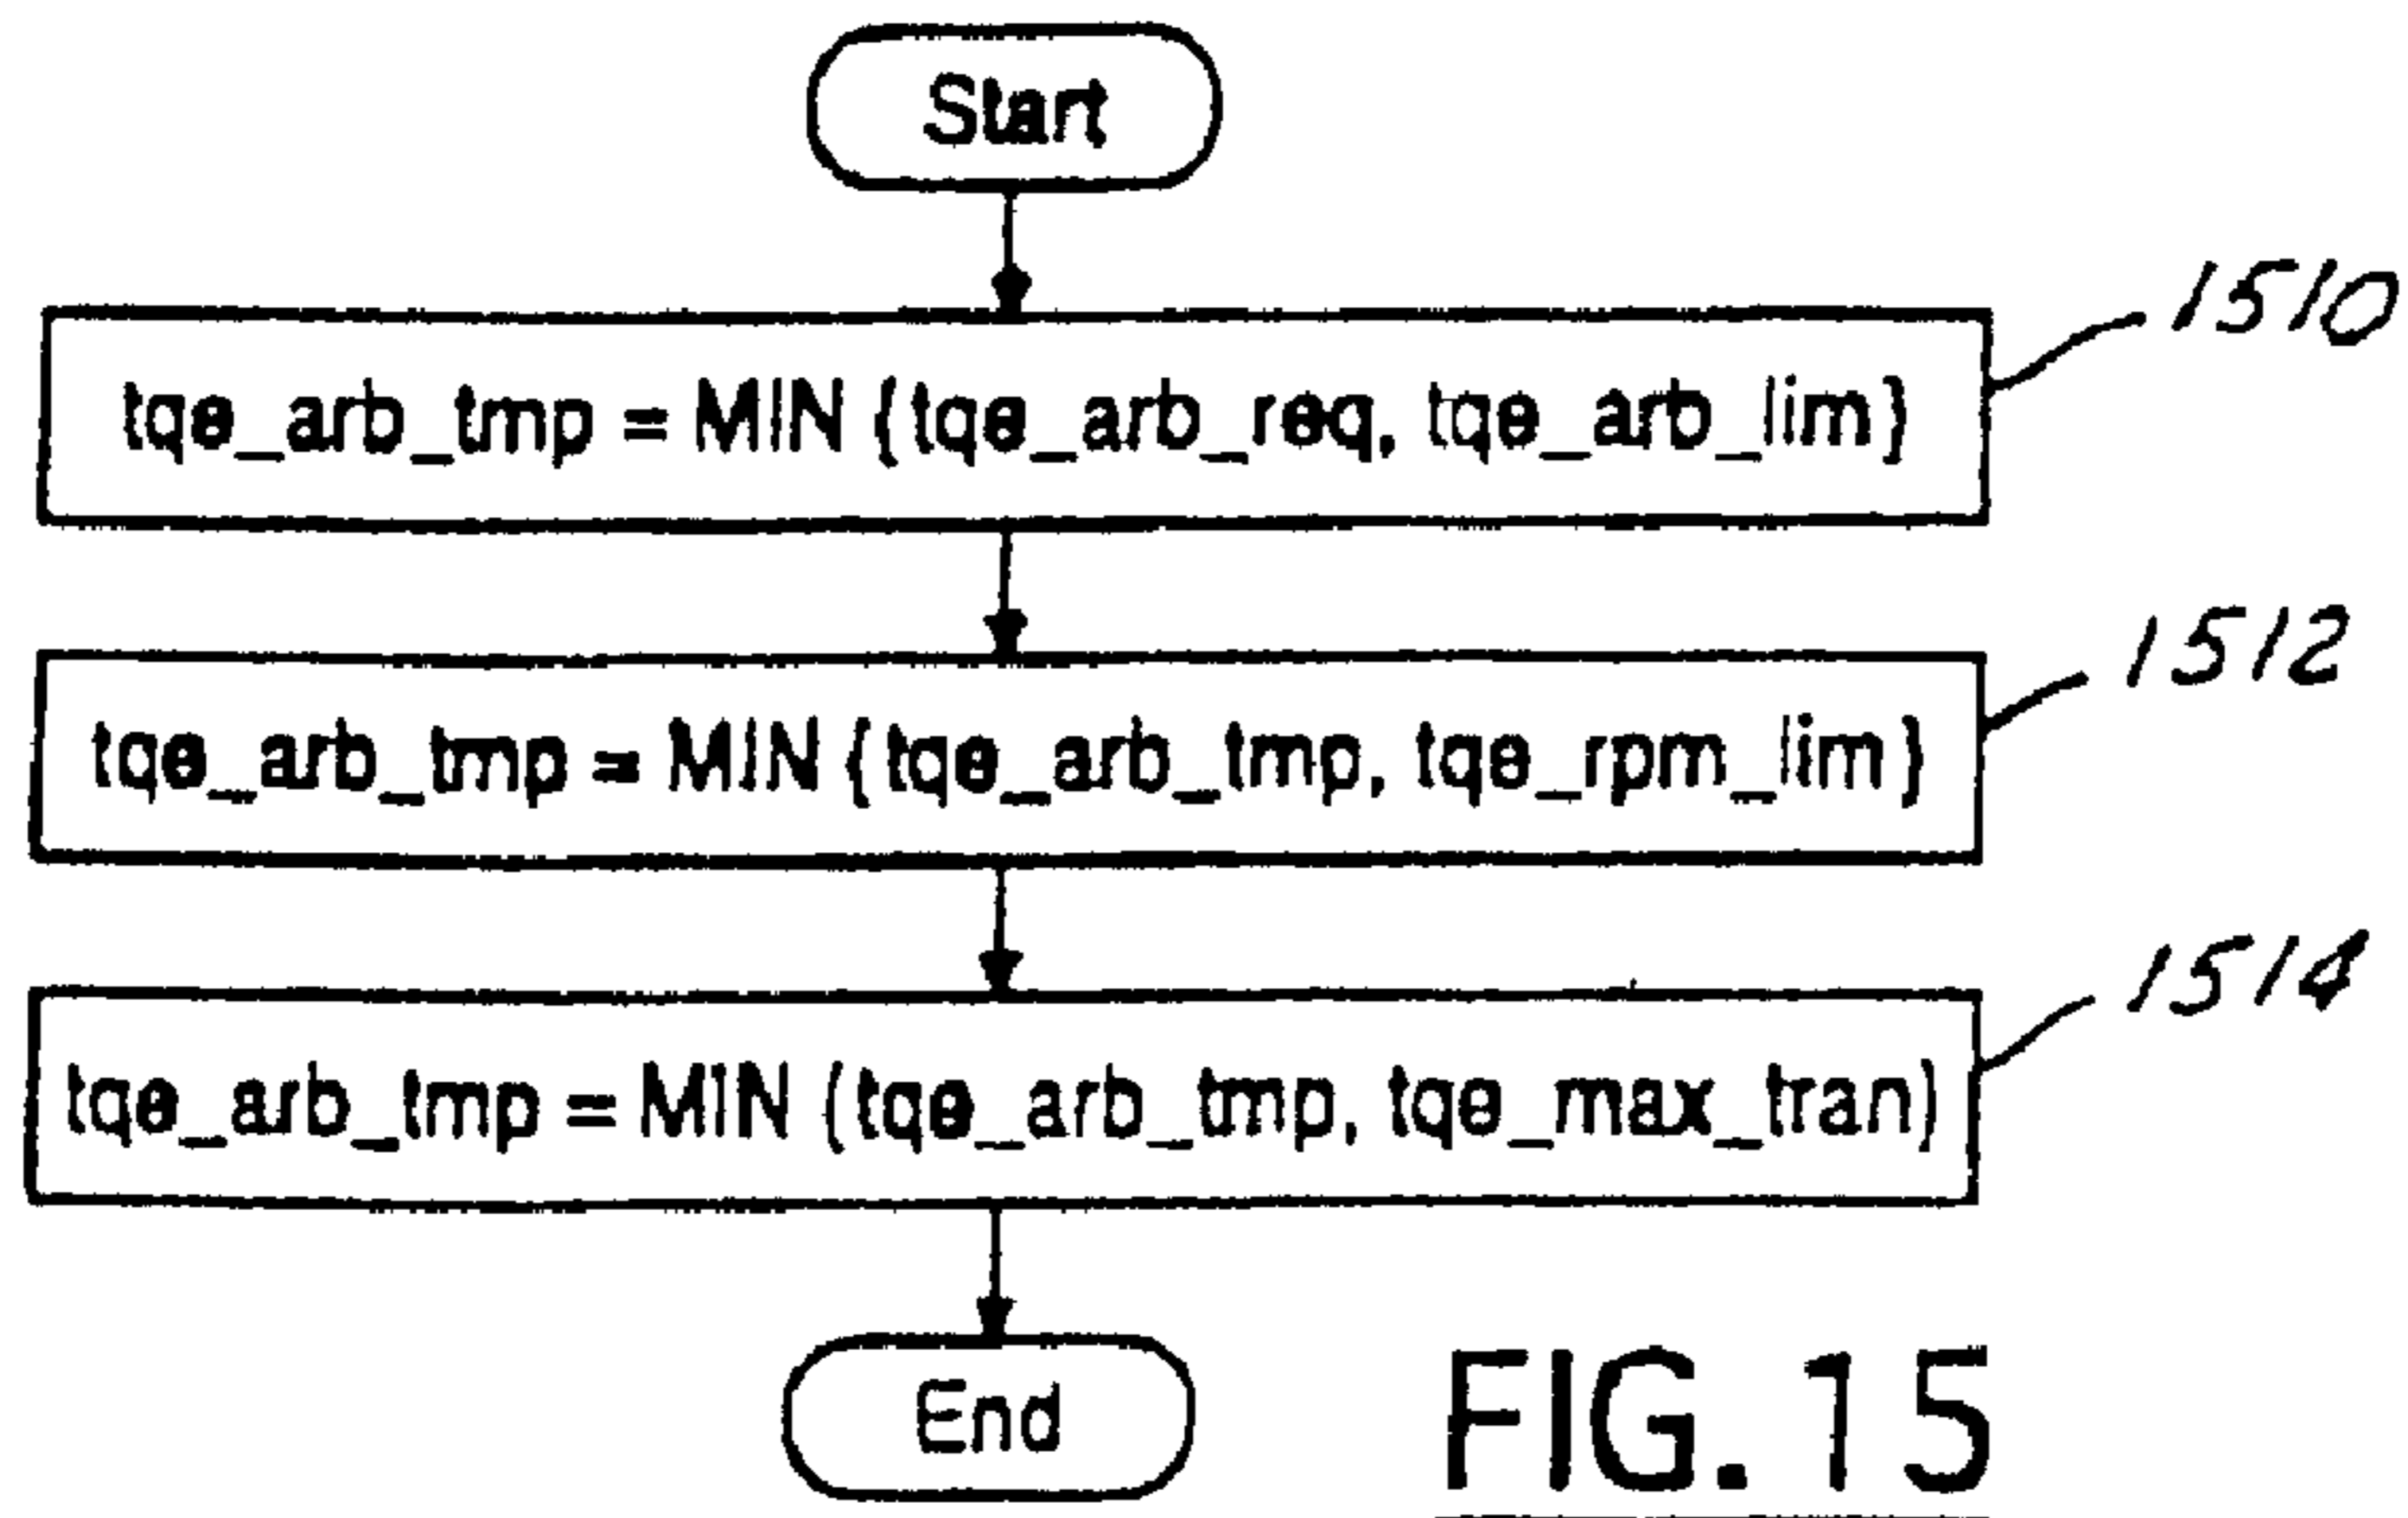 Start
1510
tqe_arb_tmp = MIN {tqe_arb_req, tqe_arb_lim}
1512
tqe_arb_tmp = MIN {tqe_arb_tmp, tqe_rpm_lim}
1514
tqe_arb_tmp = MIN (tqe_arb_tmp, tqe_max_tran)
End
FIG. 15